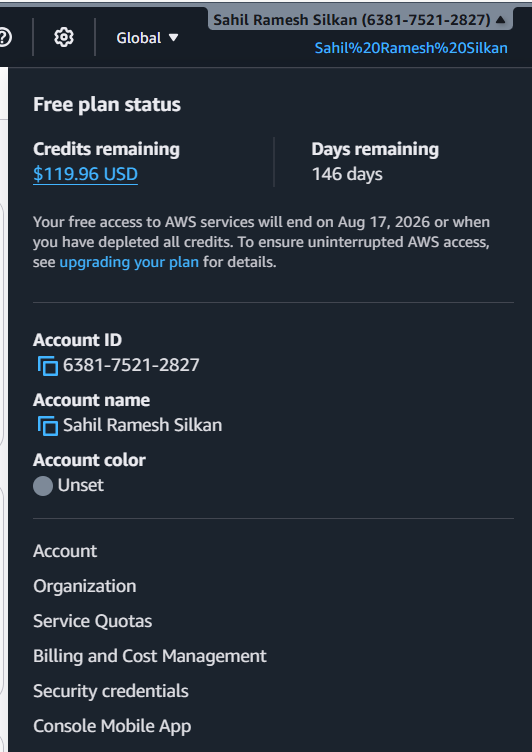 Global ▼
Sahil Ramesh Silkan (6381-7521-2827) ▲
Sahil%20Ramesh%20Silkan
Free plan status
Credits remaining
$119.96 USD
Days remaining
146 days
Your free access to AWS services will end on Aug 17, 2026 or when
you have depleted all credits. To ensure uninterrupted AWS access,
see upgrading your plan for details.
Account ID
6381-7521-2827
Account name
Sahil Ramesh Silkan
Account color
Unset
Account
Organization
Service Quotas
Billing and Cost Management
Security credentials
Console Mobile App